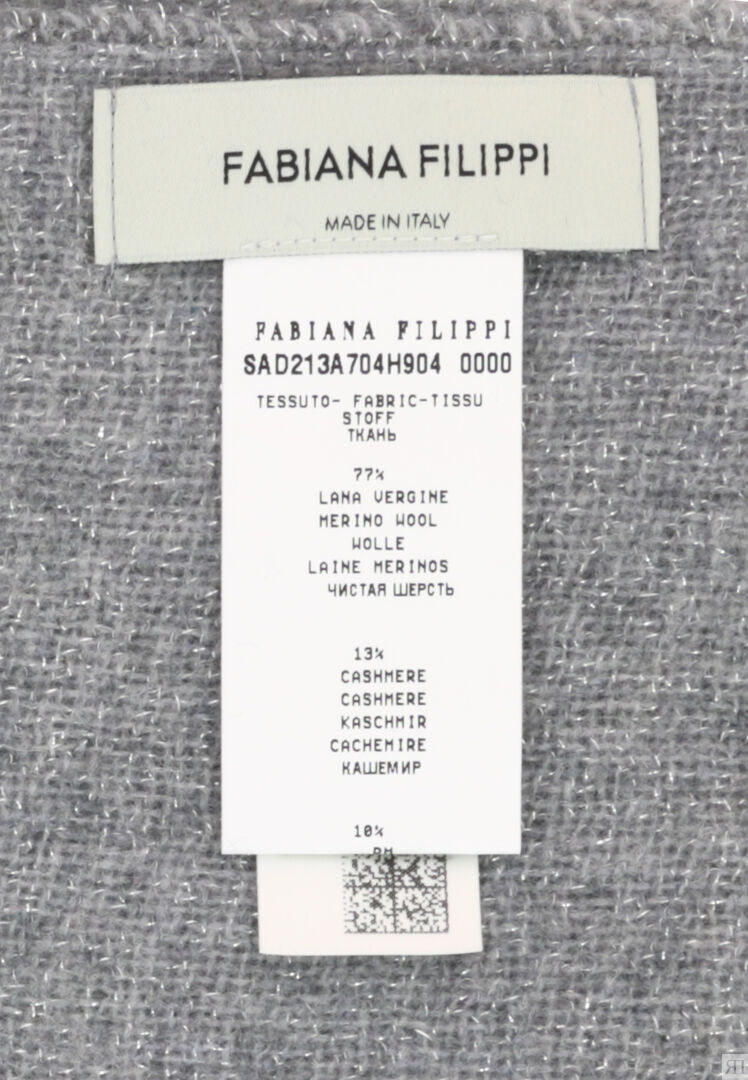 FABIANA FILIPPI
MADE IN ITALY
FABIANA FILIPPI
SAD213A704H904 0000
TESSUTO- FABRIC-TISSU
STOFF
ТКАНЬ
77%
LANA VERGINE
MERINO WOOL
WOLLE
LAINE MERINOS
ЧИСТАЯ ШЕРСТЬ
13%
CASHMERE
CASHMERE
KASCHMIR
CACHEMIRE
КАШЕМИР
10%